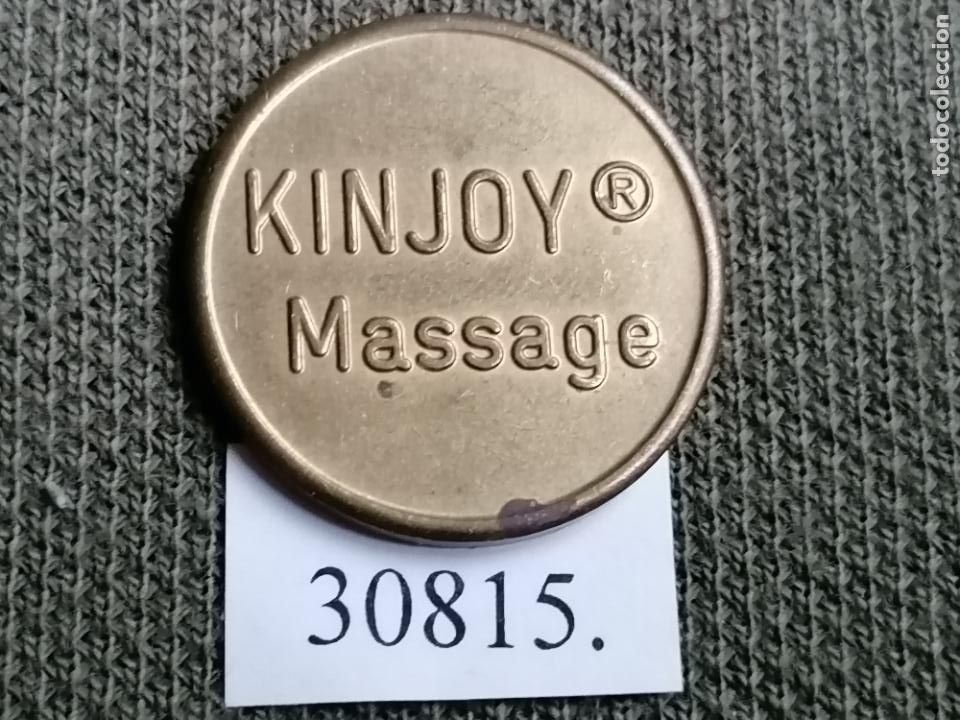 KINJOY®
Massage
30815.
todocoleccion